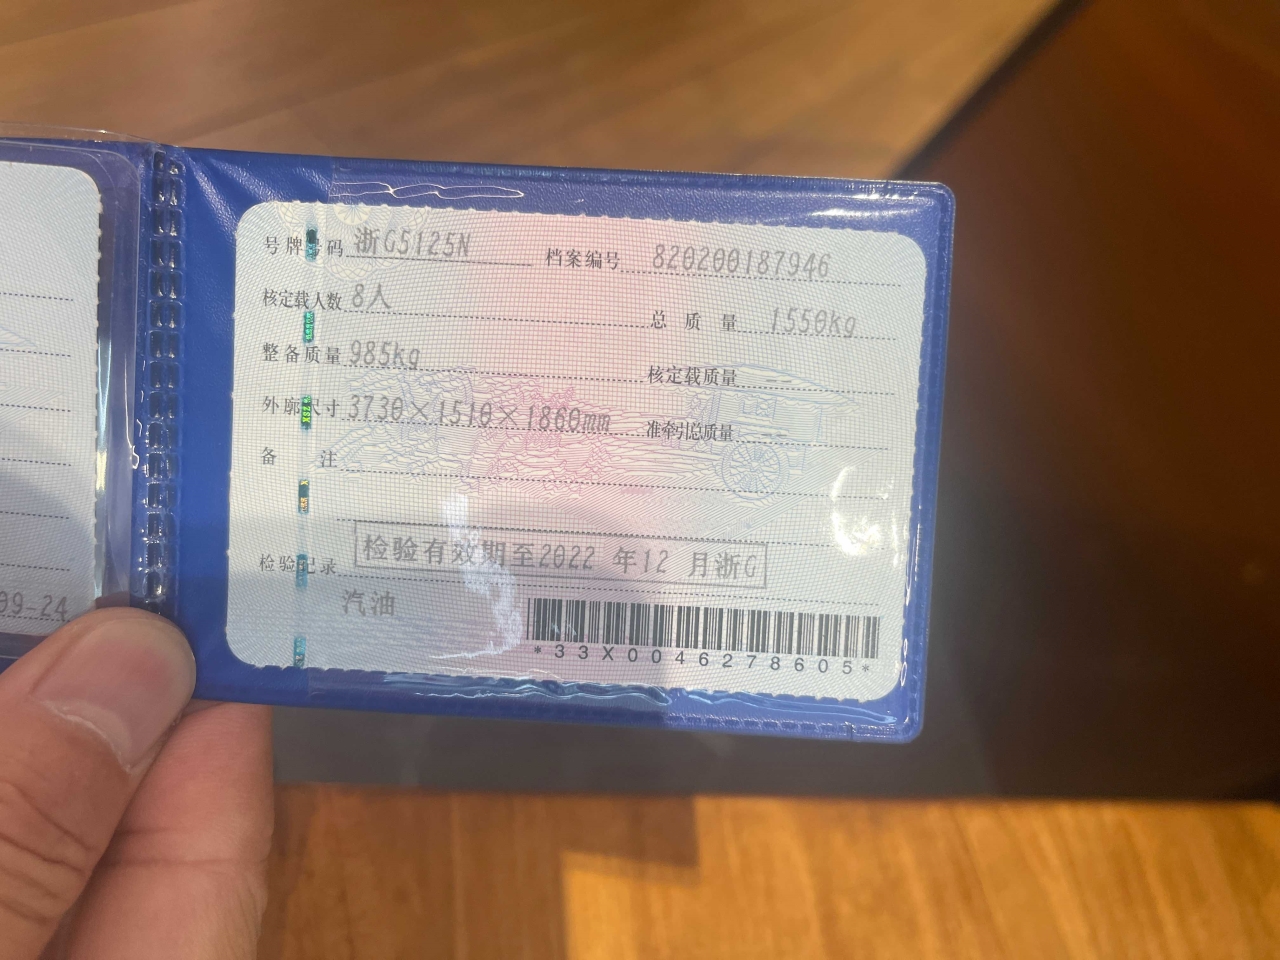 号牌号码 浙G5125N 档案编号 820200187946
核定载人数 8人 总质量 1550kg
整备质量 985kg 核定载质量 --
外廓尺寸 3730×1510×1860mm 准牵引总质量 --
备注
检验记录 检验有效期至2022 年12 月浙G
汽油
*33X0046278605*
09-24